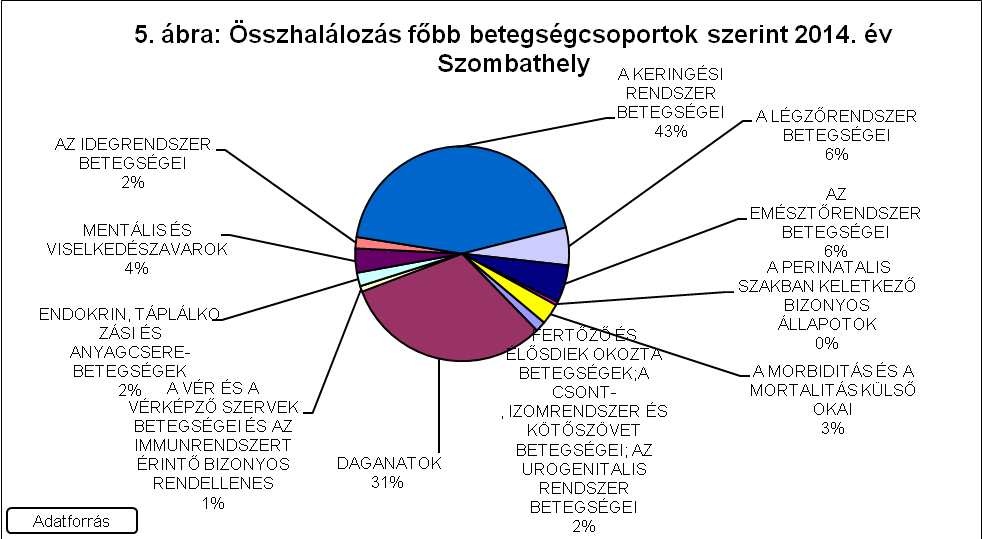 5. ábra: Összhalálozás főbb betegségcsoportok szerint 2014. év
Szombathely
A KERINGÉSI
RENDSZER
BETEGSÉGEI
43%
A LÉGZŐRENDSZER
BETEGSÉGEI
6%
AZ
EMÉSZTŐRENDSZER
BETEGSÉGEI
6%
A PERINATALIS
SZAKBAN KELETKEZŐ
BIZONYOS
ÁLLAPOTOK
0%
A MORBIDITÁS ÉS A
MORTALITÁS KÜLSŐ
OKAI
3%
FERTŐZŐ ÉS
ÉLŐSDIEK OKOZTA
BETEGSÉGEK;A
CSONT-
, IZOMRENDSZER ÉS
KÖTŐSZÖVET
BETEGSÉGEI; AZ
UROGENITALIS
RENDSZER
BETEGSÉGEI
2%
DAGANATOK
31%
A VÉR ÉS A
VÉRKÉPZŐ SZERVEK
BETEGSÉGEI ÉS AZ
IMMUNRENDSZERT
ÉRINTŐ BIZONYOS
RENDELLENES
1%
ENDOKRIN, TÁPLÁLKO
ZÁSI ÉS
ANYAGCSERE-
BETEGSÉGEK
2%
MENTÁLIS ÉS
VISELKEDÉSZAVAROK
4%
AZ IDEGRENDSZER
BETEGSÉGEI
2%
Adatforrás